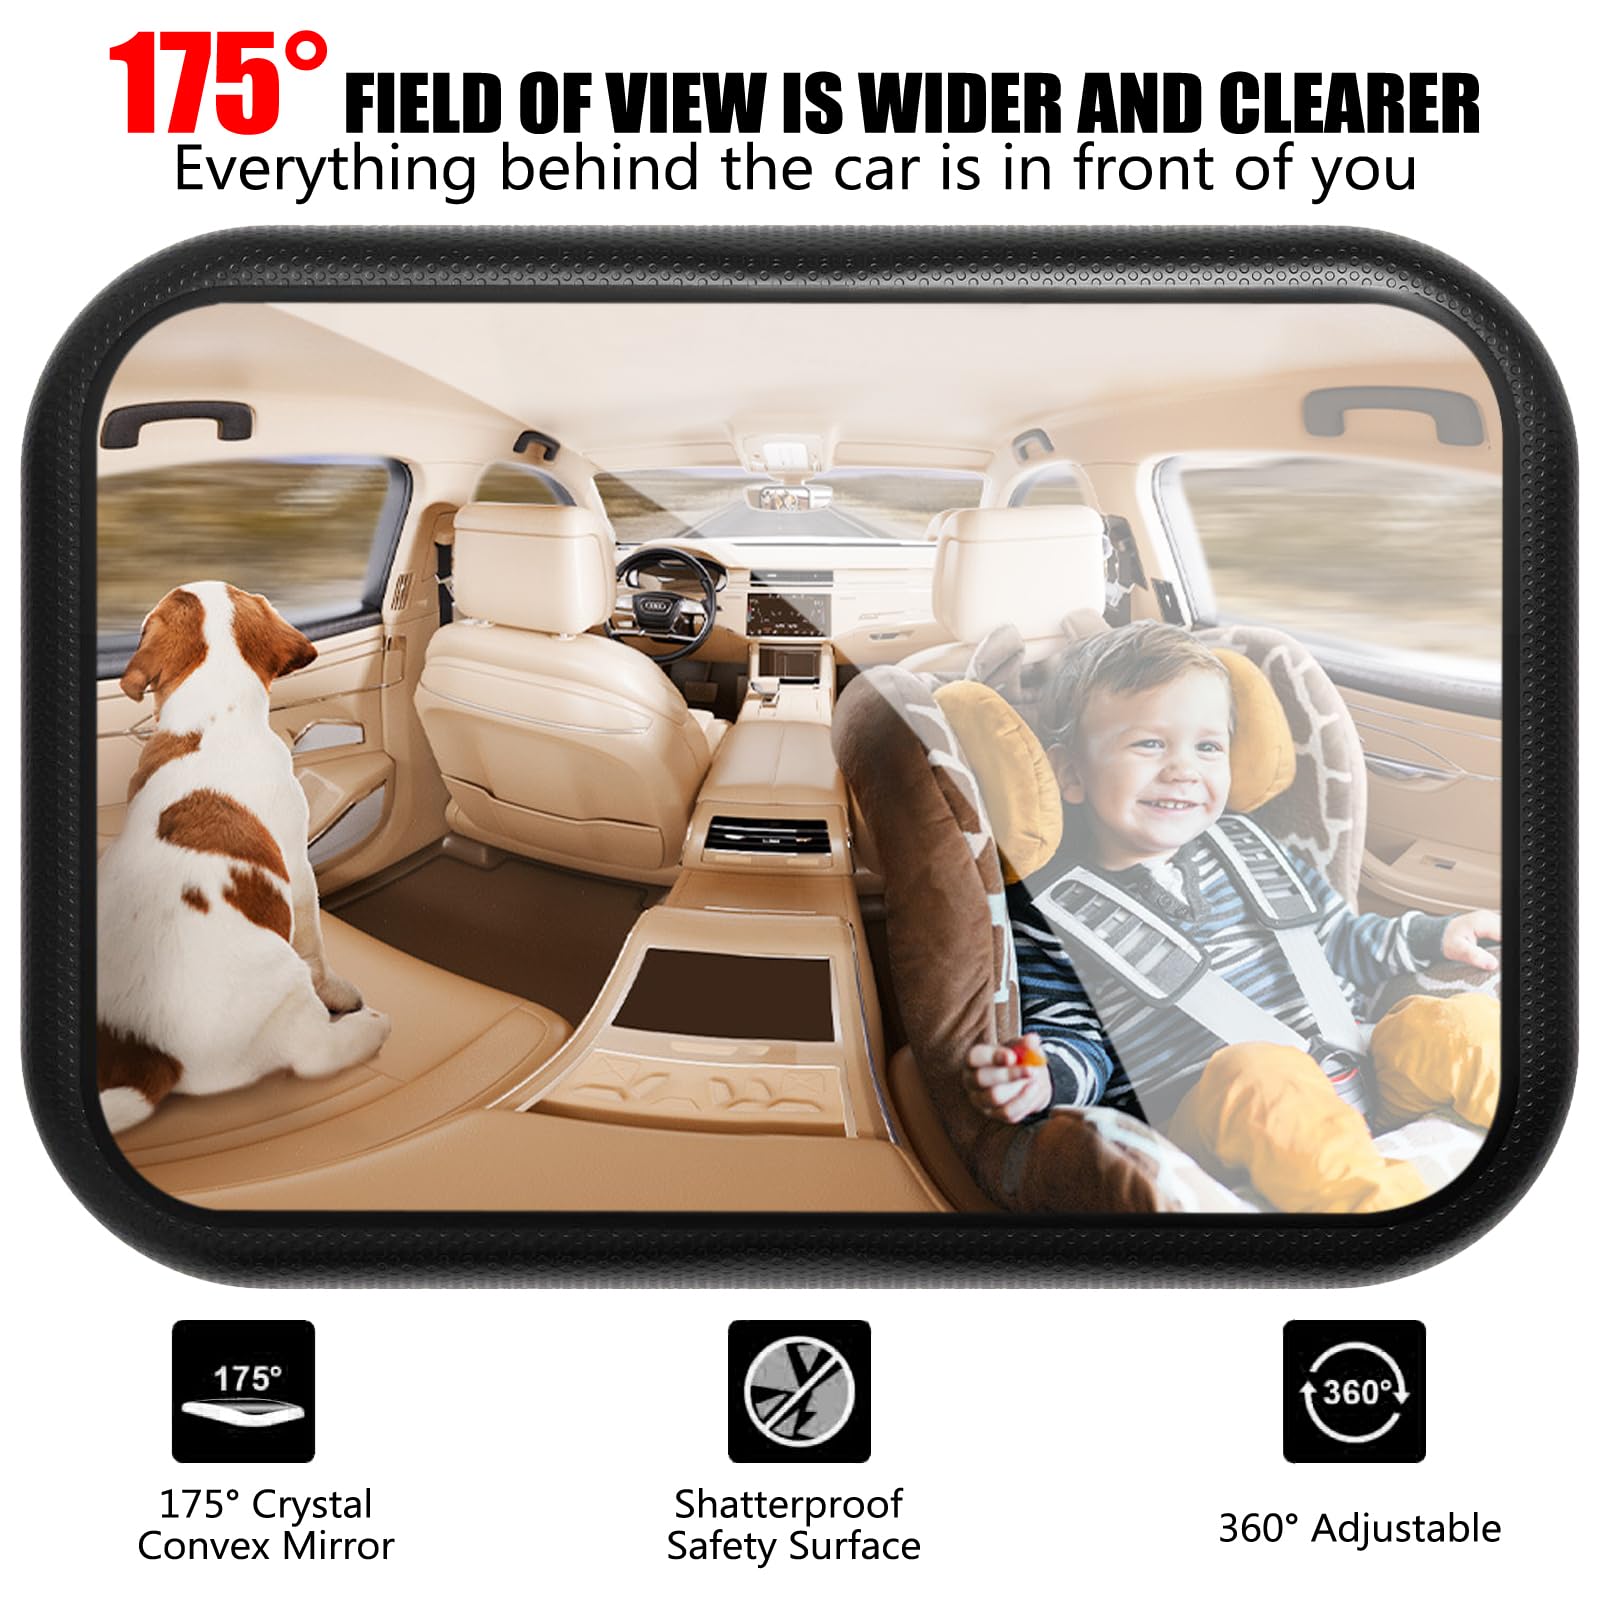 175° FIELD OF VIEW IS WIDER AND CLEARER
Everything behind the car is in front of you
175°
360°
175° Crystal
Convex Mirror
Shatterproof
Safety Surface
360° Adjustable